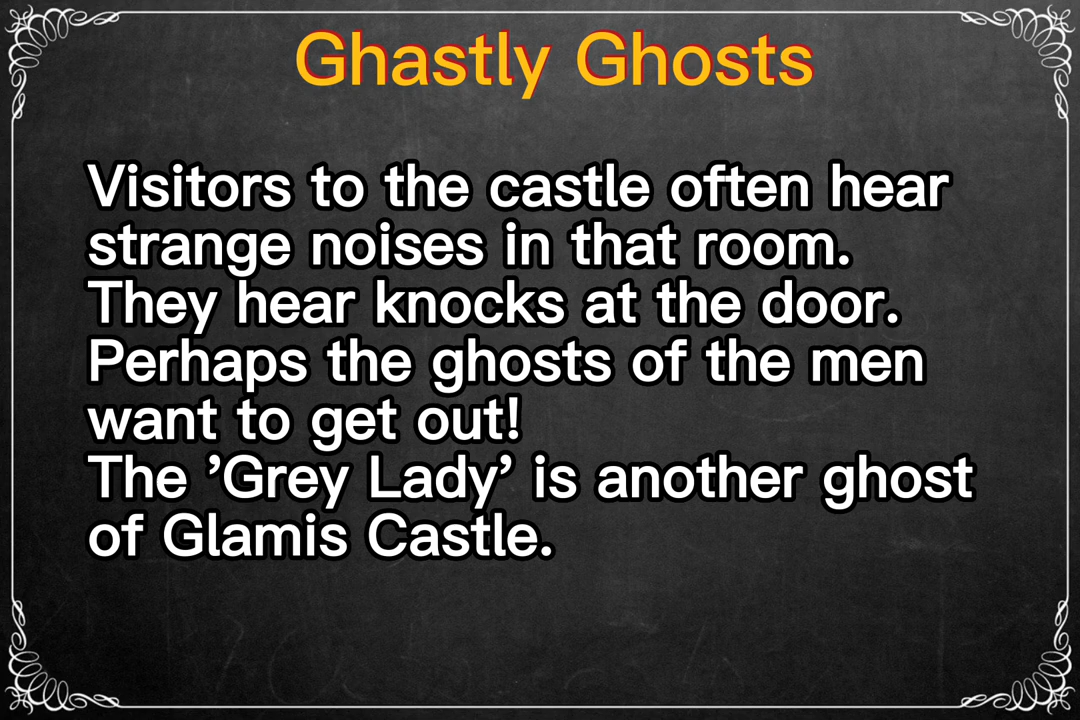 Ghastly Ghosts
Visitors to the castle often hear
strange noises in that room.
They hear knocks at the door.
Perhaps the ghosts of the men
want to get out!
The ’Grey Lady’ is another ghost
of Glamis Castle.